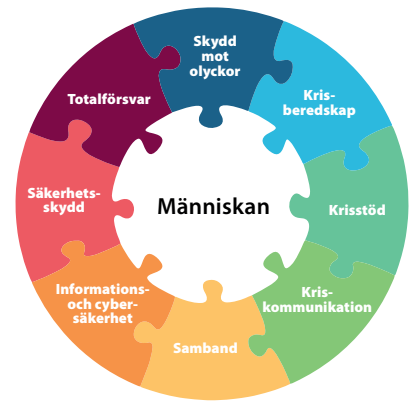 Skydd
mot
olyckor
Kris-
beredskap
Krisstöd
Kris-
kommunikation
Samband
Informations-
och cyber-
säkerhet
Säkerhets-
skydd
Totalförsvar
Människan